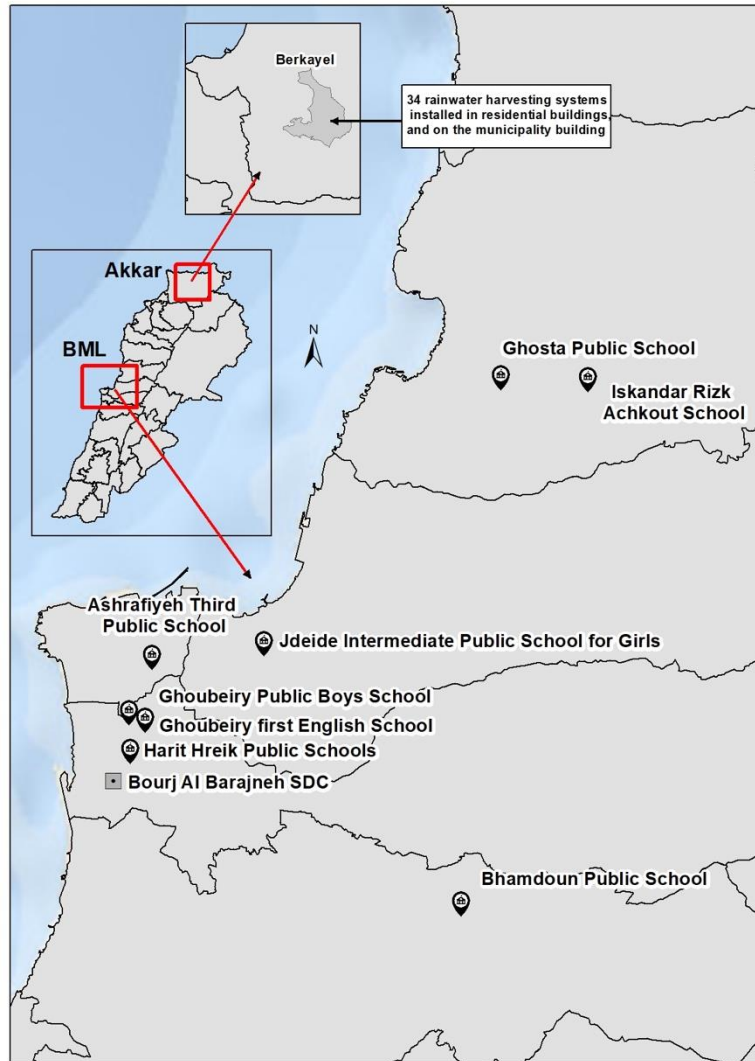 Berkayel
34 rainwater harvesting systems
installed in residential buildings,
and on the municipality building
Akkar
BML
N
Ghosta Public School
Iskandar Rizk
Achkout School
Ashrafiyeh Third
Public School
Jdeide Intermediate Public School for Girls
Ghoubeiry Public Boys School
Ghoubeiry first English School
Harit Hreik Public Schools
Bourj Al Barajneh SDC
Bhamdoun Public School